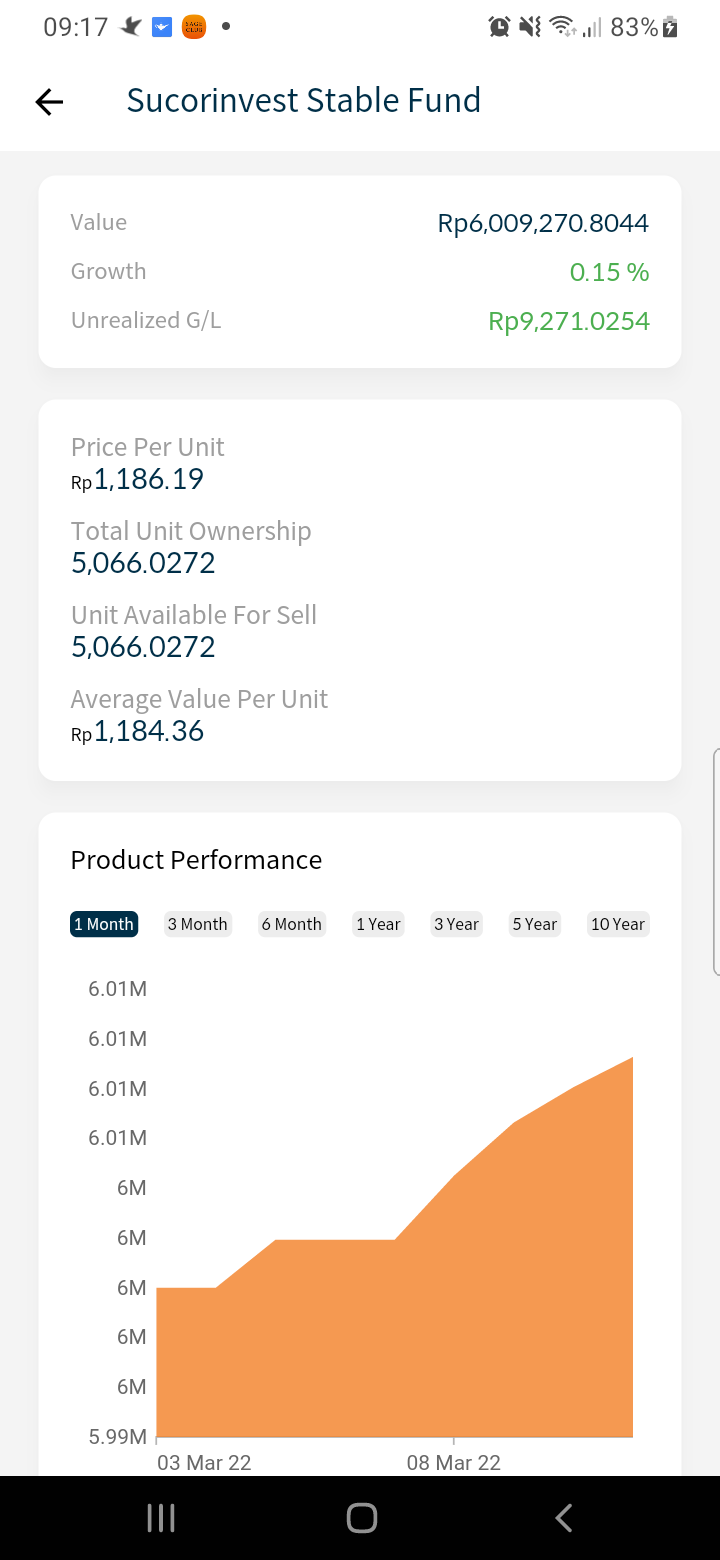 09:17
SAGE
CLUB
83%
Sucorinvest Stable Fund
Value Rp6,009,270.8044
Growth 0.15 %
Unrealized G/L Rp9,271.0254
Price Per Unit
Rp1,186.19
Total Unit Ownership
5,066.0272
Unit Available For Sell
5,066.0272
Average Value Per Unit
Rp1,184.36
Product Performance
1 Month 3 Month 6 Month 1 Year 3 Year 5 Year 10 Year
6.01M
6.01M
6.01M
6.01M
6M
6M
6M
6M
6M
5.99M
03 Mar 22 08 Mar 22